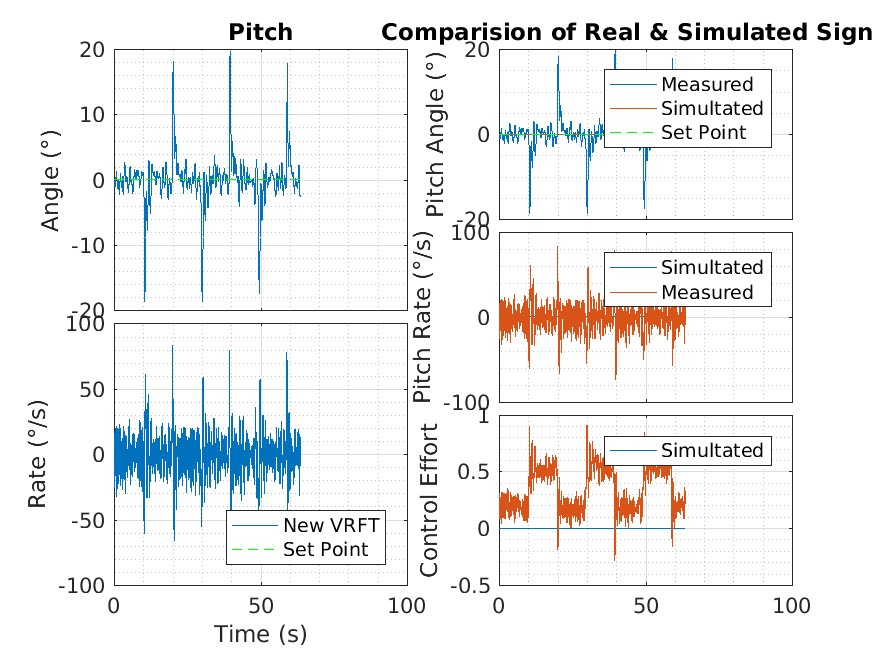 Pitch
Angle (°)
20
10
0
-10
-20
Rate (°/s)
100
50
0
-50
-100
New VRFT
Set Point
0
50
100
Time (s)
Comparision of Real & Simulated Sign
Pitch Angle (°)
20
0
-20
Measured
Simultated
Set Point
Pitch Rate (°/s)
100
0
-100
Simultated
Measured
Control Effort
1
0.5
0
-0.5
Simultated
0
50
100